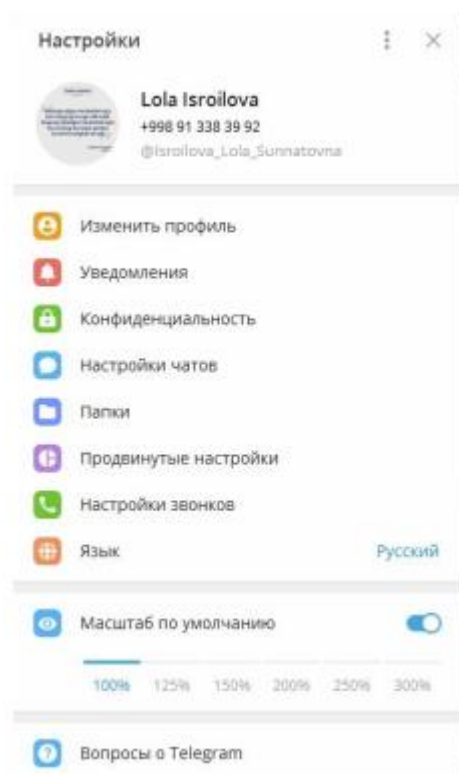 Настройки
Lola Isroilova
+998 91 338 39 92
@Isroilova_Lola_Sunnatovna
Изменить профиль
Уведомления
Конфиденциальность
Настройки чатов
Папки
Продвинутые настройки
Настройки звонков
Язык Русский
Масштаб по умолчанию
100% 125% 150% 200% 250% 300%
Вопросы о Telegram